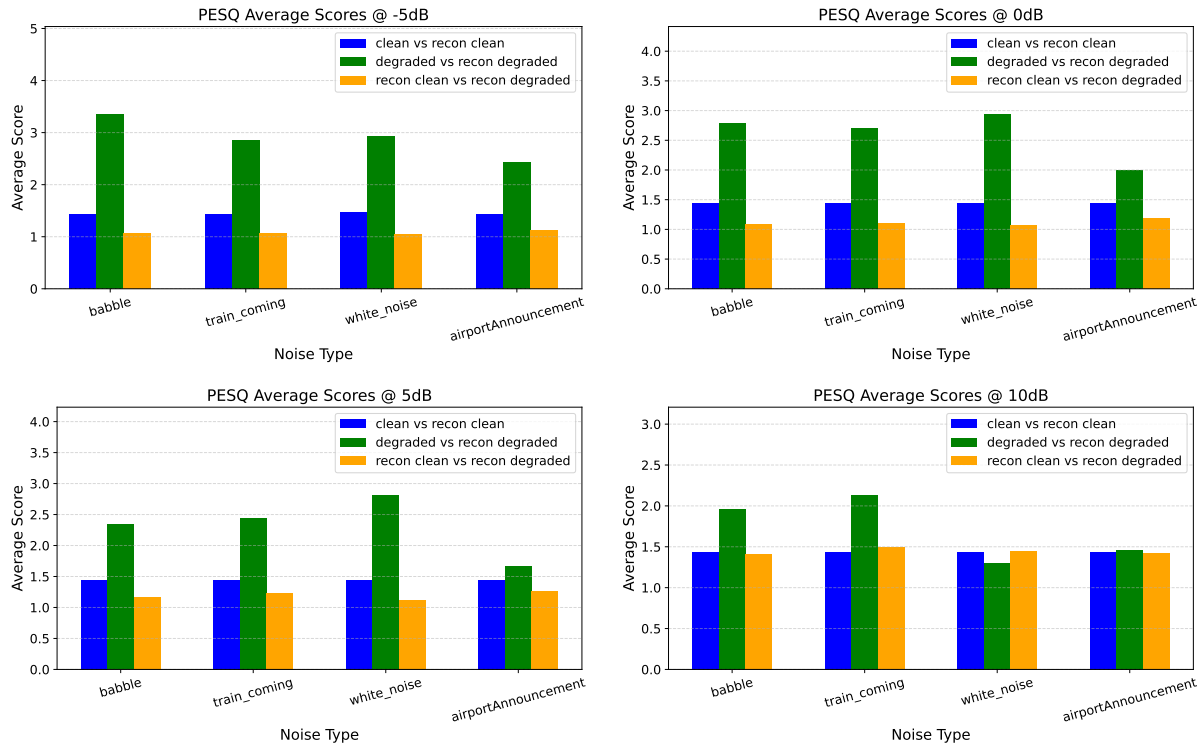 PESQ Average Scores @ -5dB
clean vs recon clean
degraded vs recon degraded
recon clean vs recon degraded
Average Score
5
4
3
2
1
0
babble
train_coming
white_noise
airportAnnouncement
Noise Type
PESQ Average Scores @ 0dB
clean vs recon clean
degraded vs recon degraded
recon clean vs recon degraded
Average Score
4.0
3.5
3.0
2.5
2.0
1.5
1.0
0.5
0.0
babble
train_coming
white_noise
airportAnnouncement
Noise Type
PESQ Average Scores @ 5dB
clean vs recon clean
degraded vs recon degraded
recon clean vs recon degraded
Average Score
4.0
3.5
3.0
2.5
2.0
1.5
1.0
0.5
0.0
babble
train_coming
white_noise
airportAnnouncement
Noise Type
PESQ Average Scores @ 10dB
clean vs recon clean
degraded vs recon degraded
recon clean vs recon degraded
Average Score
3.0
2.5
2.0
1.5
1.0
0.5
0.0
babble
train_coming
white_noise
airportAnnouncement
Noise Type